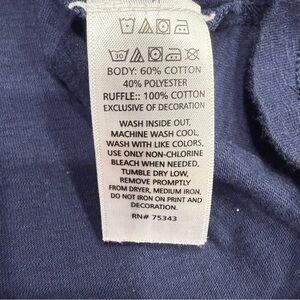 30
BODY: 60% COTTON
40% POLYESTER
RUFFLE:: 100% COTTON
EXCLUSIVE OF DECORATION
WASH INSIDE OUT,
MACHINE WASH COOL,
WASH WITH LIKE COLORS,
USE ONLY NON-CHLORINE
BLEACH WHEN NEEDED,
TUMBLE DRY LOW,
REMOVE PROMPTLY
FROM DRYER, MEDIUM IRON,
DO NOT IRON ON PRINT AND
DECORATION.
RN# 75343